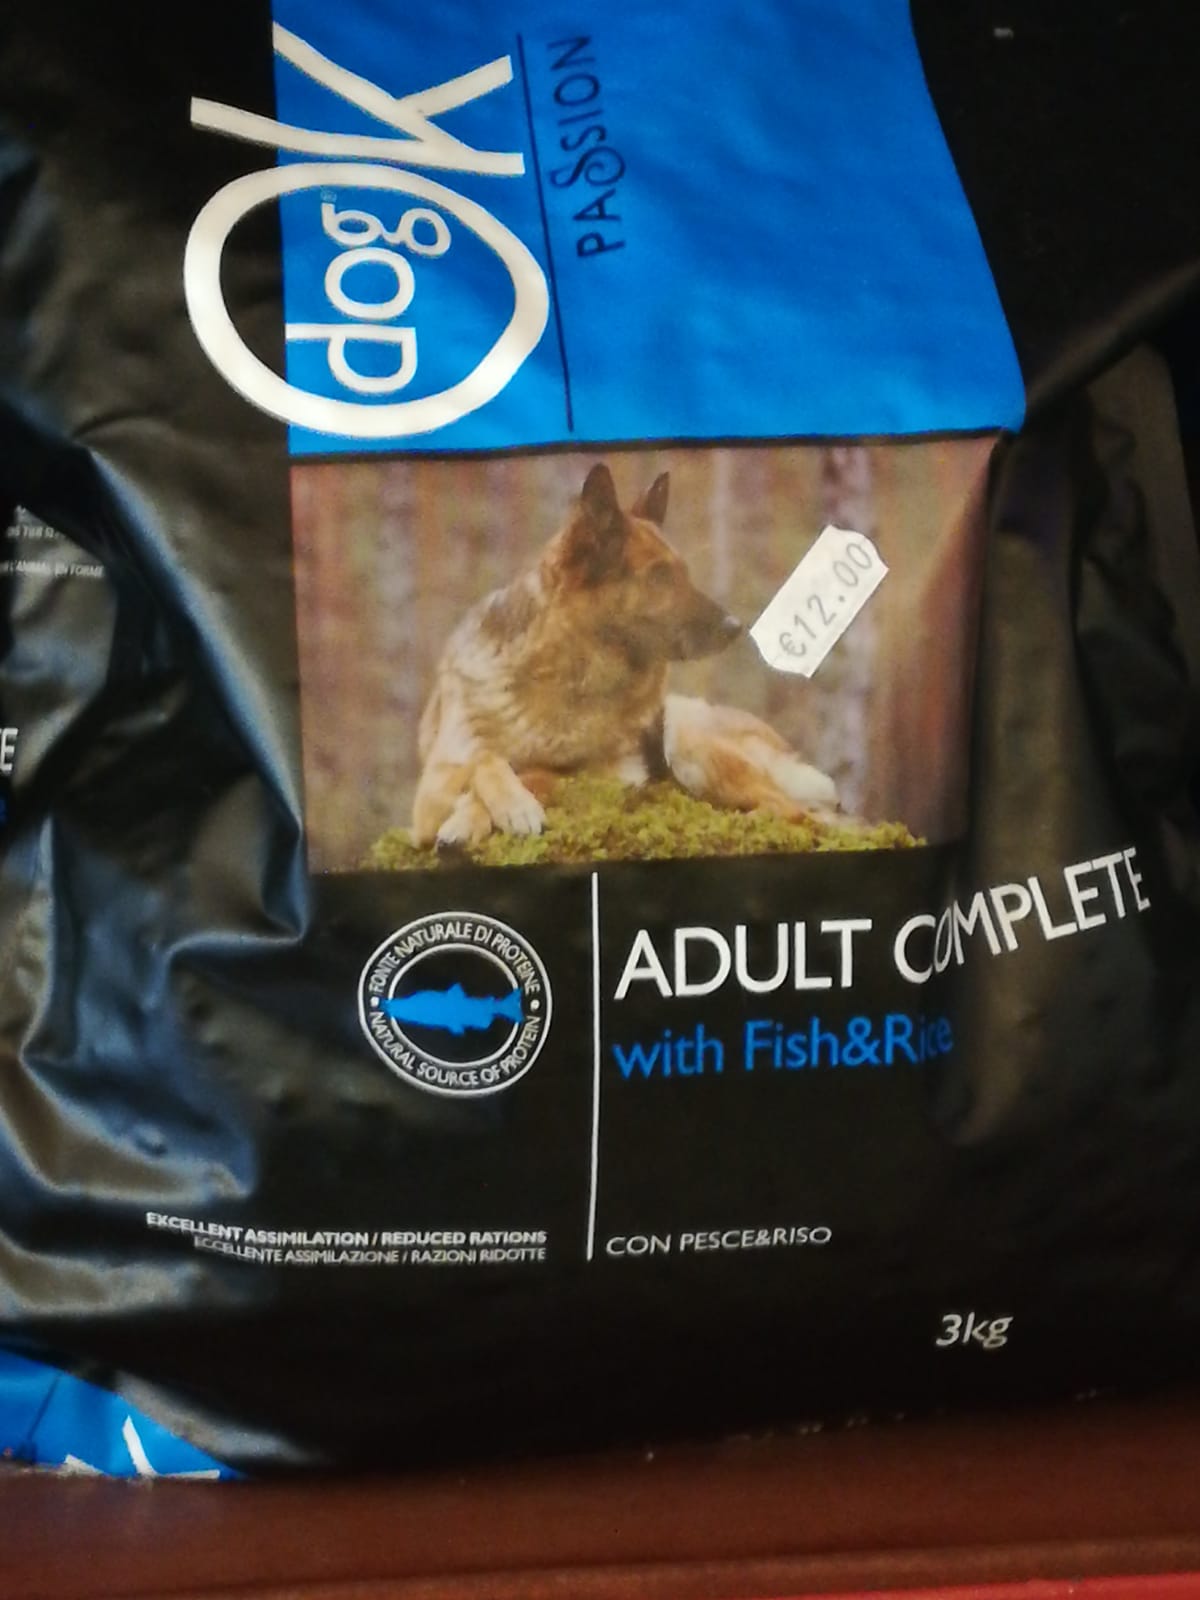 dog OK
PASSION
€12.00
FONTE NATURALE DI PROTEINE
NATURAL SOURCE OF PROTEIN
ADULT COMPLETE
with Fish&Rice
EXCELLENT ASSIMILATION / REDUCED RATIONS
ECCELLENTE ASSIMILAZIONE / RAZIONI RIDOTTE
CON PESCE&RISO
3kg